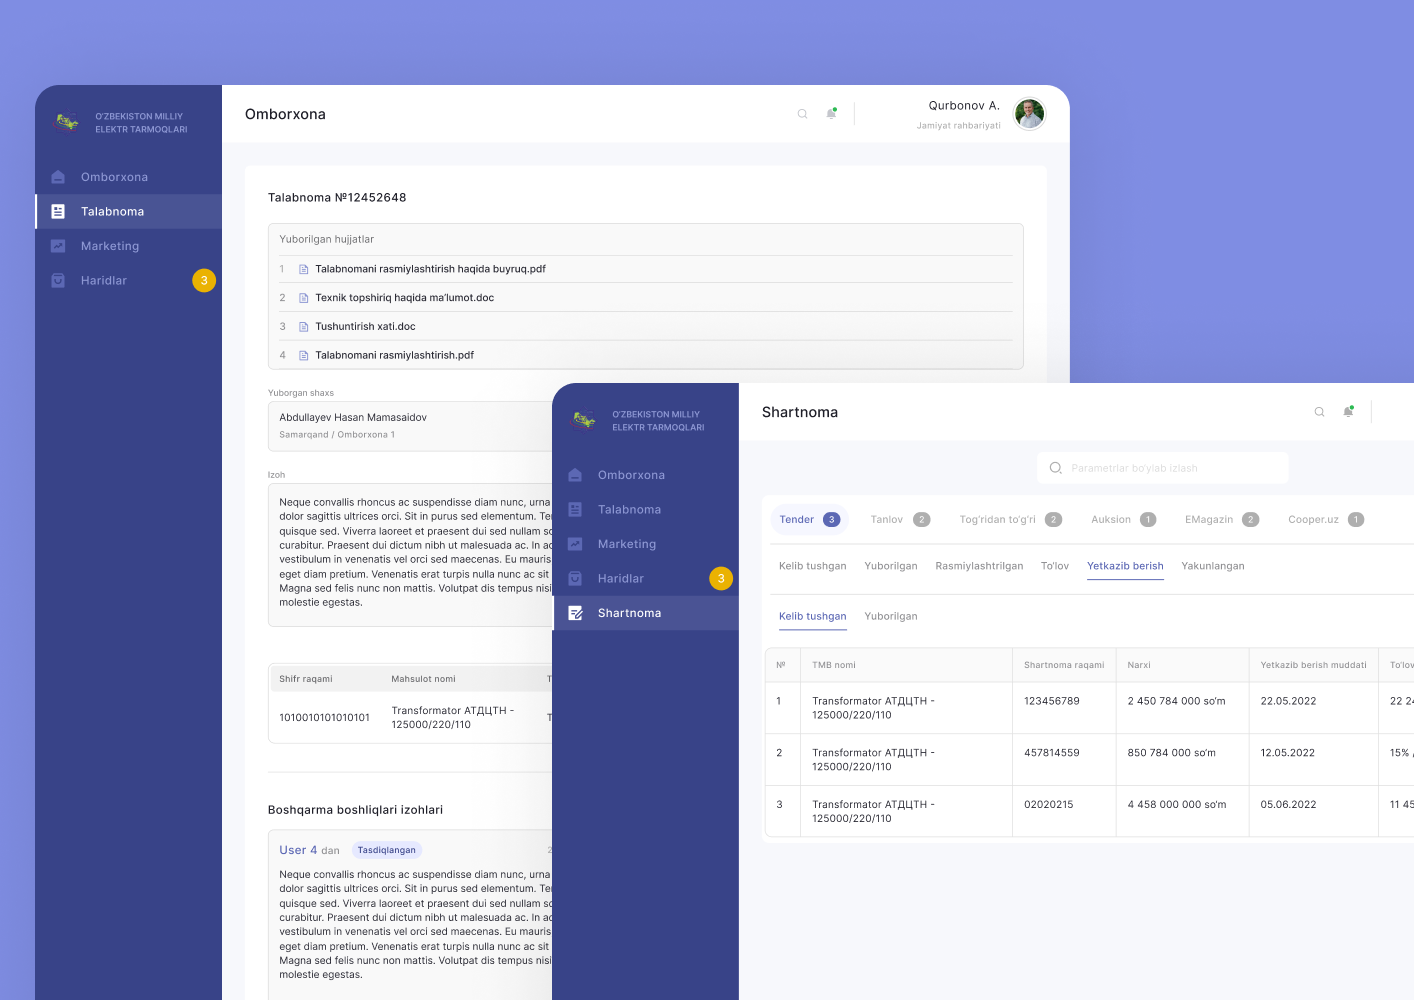 O'ZBEKISTON MILLIY
ELEKTR TARMOQLARI
Omborxona
Talabnoma
Marketing
Haridlar 3
Omborxona
Qurbonov A.
Jamiyat rahbariyati
Talabnoma №12452648
Yuborilgan hujjatlar
1 Talabnomani rasmiylashtirish haqida buyruq.pdf
2 Texnik topshiriq haqida ma'lumot.doc
3 Tushuntirish xati.doc
4 Talabnomani rasmiylashtirish.pdf
Yuborgan shaxs
Abdullayev Hasan Mamasaidov
Samarqand / Omborxona 1
Izoh
Neque convallis rhoncus ac suspendisse diam nunc, urna
dolor sagittis ultrices orci. Sit in purus sed elementum. Te
quisque sed. Viverra laoreet et praesent dui sed nullam sc
curabitur. Praesent dui dictum nibh ut malesuada ac. In ac
vestibulum in venenatis vel orci sed maecenas. Eu mauris
eget diam pretium. Venenatis erat turpis nulla nunc ac sit
Magna sed felis nunc non mattis. Volutpat dis tempus nisi
molestie egestas.
Shifr raqami Mahsulot nomi T
1010010101010101 Transformator АТДЦТН - T
125000/220/110
Boshqarma boshliqlari izohlari
User 4 dan Tasdiqlangan 2
Neque convallis rhoncus ac suspendisse diam nunc, urna
dolor sagittis ultrices orci. Sit in purus sed elementum. Te
quisque sed. Viverra laoreet et praesent dui sed nullam sc
curabitur. Praesent dui dictum nibh ut malesuada ac. In ac
vestibulum in venenatis vel orci sed maecenas. Eu mauris
eget diam pretium. Venenatis erat turpis nulla nunc ac sit
Magna sed felis nunc non mattis. Volutpat dis tempus nisi
molestie egestas.
O'ZBEKISTON MILLIY
ELEKTR TARMOQLARI
Omborxona
Talabnoma
Marketing
Haridlar 3
Shartnoma
Shartnoma
Parametrlar bo'ylab izlash
Tender 3 Tanlov 2 Tog'ridan to'g'ri 2 Auksion 1 EMagazin 2 Cooper.uz 1
Kelib tushgan Yuborilgan Rasmiylashtrilgan To'lov Yetkazib berish Yakunlangan
Kelib tushgan Yuborilgan
№ TMB nomi Shartnoma raqami Narxi Yetkazib berish muddati To'lov
1 Transformator АТДЦТН - 123456789 2 450 784 000 so'm 22.05.2022 22 24
125000/220/110
2 Transformator АТДЦТН - 457814559 850 784 000 so'm 12.05.2022 15%
125000/220/110
3 Transformator АТДЦТН - 02020215 4 458 000 000 so'm 05.06.2022 11 45
125000/220/110